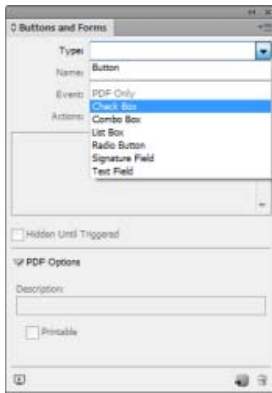 Buttons and Forms
Type:
Button
Name:
Event:
PDF Only
Check Box
Actions:
Combo Box
List Box
Radio Button
Signature Field
Text Field
Hidden Until Triggered
PDF Options
Description:
Printable